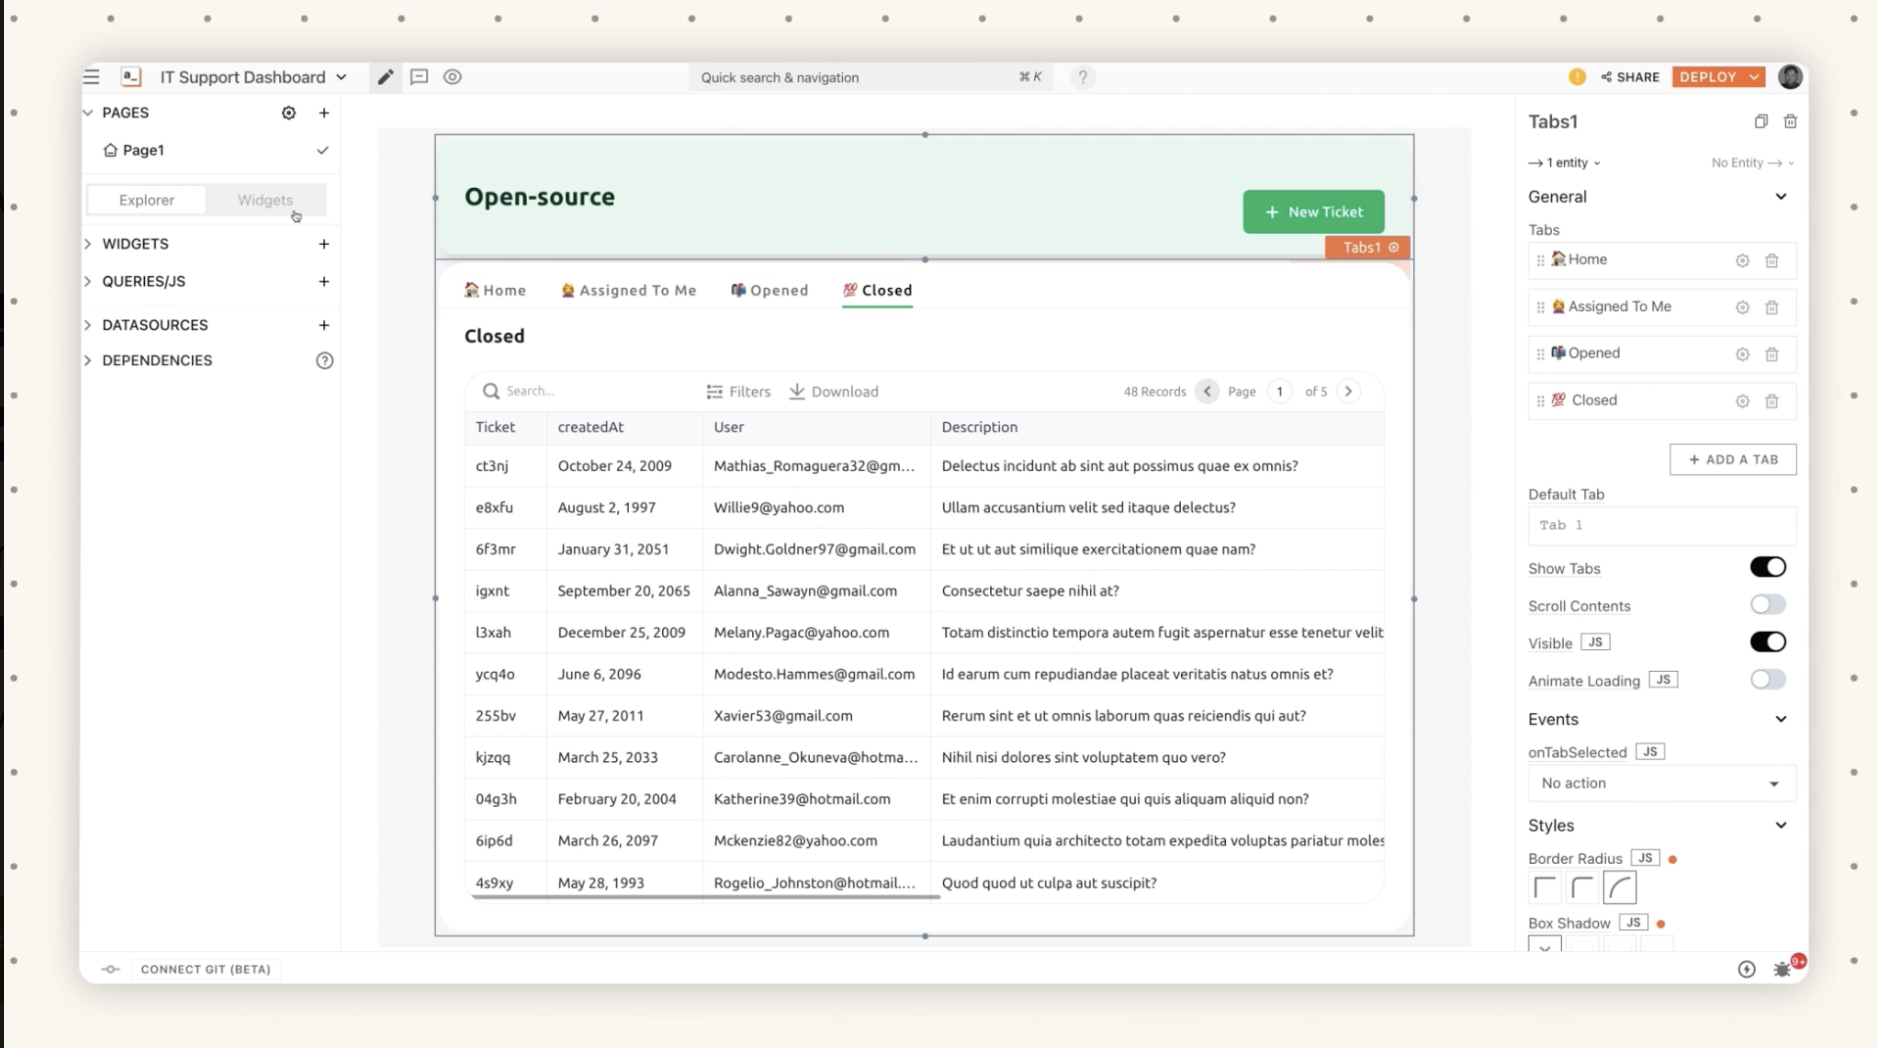 a_ IT Support Dashboard
Quick search & navigation ⌘ K ?
SHARE DEPLOY
PAGES
Page1
Explorer Widgets
WIDGETS
QUERIES/JS
DATASOURCES
DEPENDENCIES ?
Open-source
+ New Ticket
Tabs1
Home Assigned To Me Opened 💯 Closed
Closed
Search... Filters Download 48 Records Page 1 of 5
Ticket createdAt User Description
ct3nj October 24, 2009 Mathias_Romaguera32@gm... Delectus incidunt ab sint aut possimus quae ex omnis?
e8xfu August 2, 1997 Willie9@yahoo.com Ullam accusantium velit sed itaque delectus?
6f3mr January 31, 2051 Dwight.Goldner97@gmail.com Et ut ut aut similique exercitationem quae nam?
igxnt September 20, 2065 Alanna_Sawayn@gmail.com Consectetur saepe nihil at?
l3xah December 25, 2009 Melany.Pagac@yahoo.com Totam distinctio tempora autem fugit aspernatur esse tenetur velit
ycq4o June 6, 2096 Modesto.Hammes@gmail.com Id earum cum repudiandae placeat veritatis natus omnis et?
255bv May 27, 2011 Xavier53@gmail.com Rerum sint et ut omnis laborum quas reiciendis qui aut?
kjzqq March 25, 2033 Carolanne_Okuneva@hotma... Nihil nisi dolores sint voluptatem quo vero?
04g3h February 20, 2004 Katherine39@hotmail.com Et enim corrupti molestiae qui quis aliquam aliquid non?
6ip6d March 26, 2097 Mckenzie82@yahoo.com Laudantium quia architecto totam expedita voluptas pariatur moles
4s9xy May 28, 1993 Rogelio_Johnston@hotmail.... Quod quod ut culpa aut suscipit?
Tabs1
→ 1 entity No Entity →
General
Tabs
Home
Assigned To Me
Opened
💯 Closed
+ ADD A TAB
Default Tab
Tab 1
Show Tabs
Scroll Contents
Visible JS
Animate Loading JS
Events
onTabSelected JS
No action
Styles
Border Radius JS
Box Shadow JS
CONNECT GIT (BETA)
9+